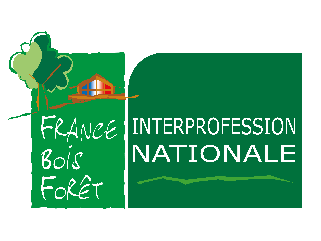 FRANCE
BOIS
FORÊT
INTERPROFESSION
NATIONALE